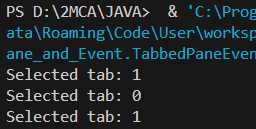 PS D:\2MCA\JAVA>  & 'C:\Prog
ata\Roaming\Code\User\worksp
ane_and_Event.TabbedPaneEven
Selected tab: 1
Selected tab: 0
Selected tab: 1